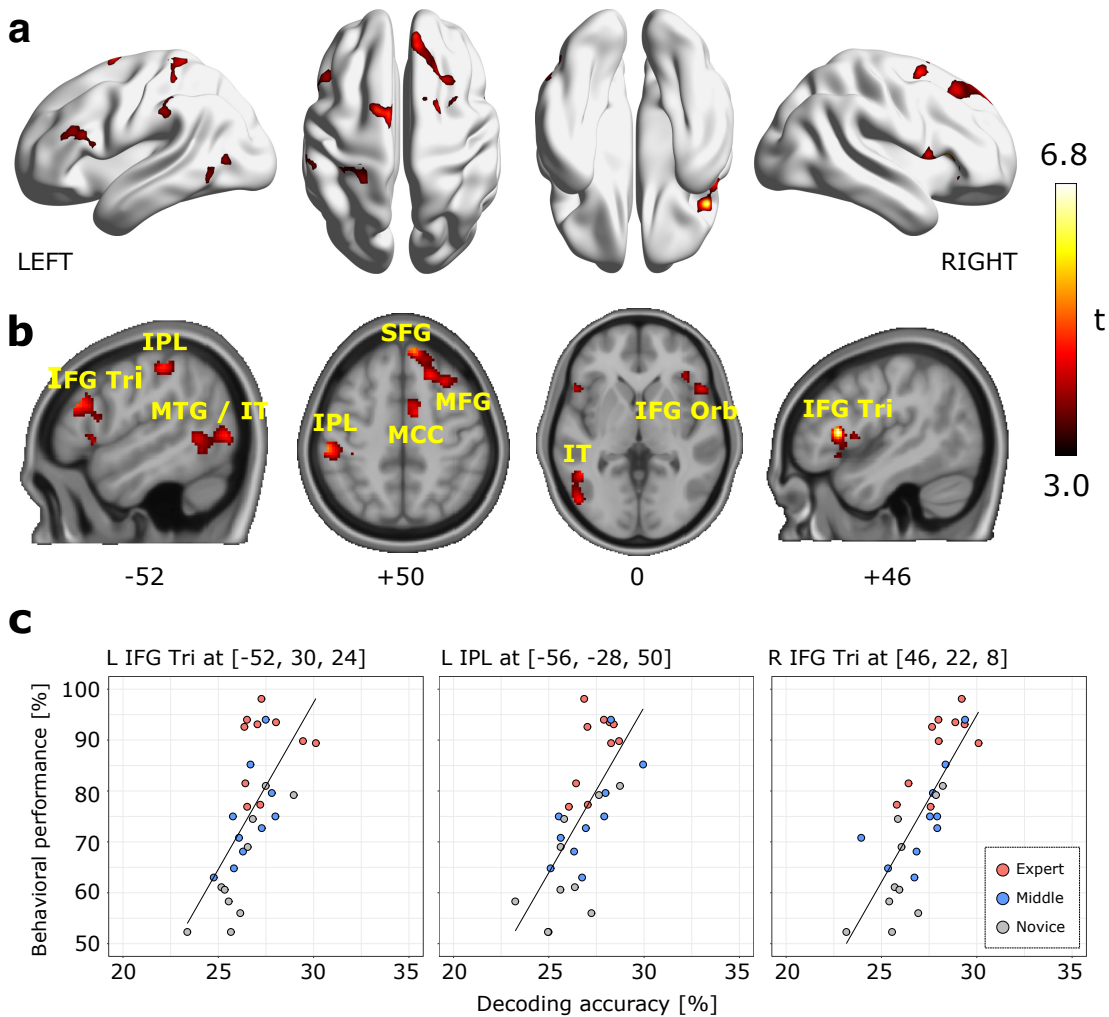 a
LEFT
RIGHT
6.8
t
3.0
b
IPL
IFG Tri
MTG / IT
SFG
MFG
IPL
MCC
IFG Orb
IT
IFG Tri
-52
+50
0
+46
c
L IFG Tri at [-52, 30, 24]
L IPL at [-56, -28, 50]
R IFG Tri at [46, 22, 8]
Behavioral performance [%]
100
90
80
70
60
50
20
25
30
35
20
25
30
35
20
25
30
35
Expert
Middle
Novice
Decoding accuracy [%]